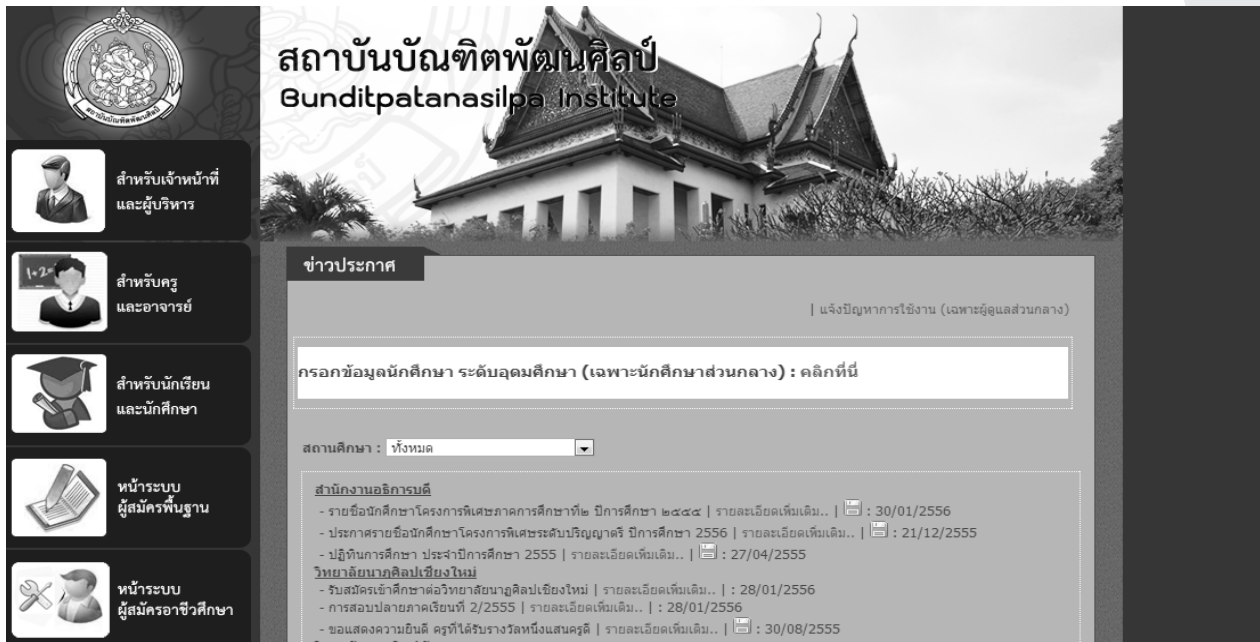 สถาบันบัณฑิตพัฒนศิลป์
Bunditpatanasilpa Institute
สถาบันบัณฑิตพัฒนศิลป์
สำหรับเจ้าหน้าที่
และผู้บริหาร
1+2=
สำหรับครู
และอาจารย์
สำหรับนักเรียน
และนักศึกษา
หน้าระบบ
ผู้สมัครพื้นฐาน
หน้าระบบ
ผู้สมัครอาชีวศึกษา
ข่าวประกาศ
| แจ้งปัญหาการใช้งาน (เฉพาะผู้ดูแลส่วนกลาง)
กรอกข้อมูลนักศึกษา ระดับอุดมศึกษา (เฉพาะนักศึกษาส่วนกลาง) : คลิกที่นี่
สถานศึกษา : ทั้งหมด
สำนักงานอธิการบดี
- รายชื่อนักศึกษาโครงการพิเศษภาคการศึกษาที่๒ ปีการศึกษา ๒๕๕๕ | รายละเอียดเพิ่มเติม.. | : 30/01/2556
- ประกาศรายชื่อนักศึกษาโครงการพิเศษระดับปริญญาตรี ปีการศึกษา 2556 | รายละเอียดเพิ่มเติม.. | : 21/12/2555
- ปฏิทินการศึกษา ประจำปีการศึกษา 2555 | รายละเอียดเพิ่มเติม.. | : 27/04/2555
วิทยาลัยนาฏศิลปเชียงใหม่
- รับสมัครเข้าศึกษาต่อวิทยาลัยนาฏศิลปเชียงใหม่ | รายละเอียดเพิ่มเติม.. | : 28/01/2556
- การสอบปลายภาคเรียนที่ 2/2555 | รายละเอียดเพิ่มเติม.. | : 28/01/2556
- ขอแสดงความยินดี ครูที่ได้รับรางวัลหนึ่งแสนครูดี | รายละเอียดเพิ่มเติม.. | : 30/08/2555